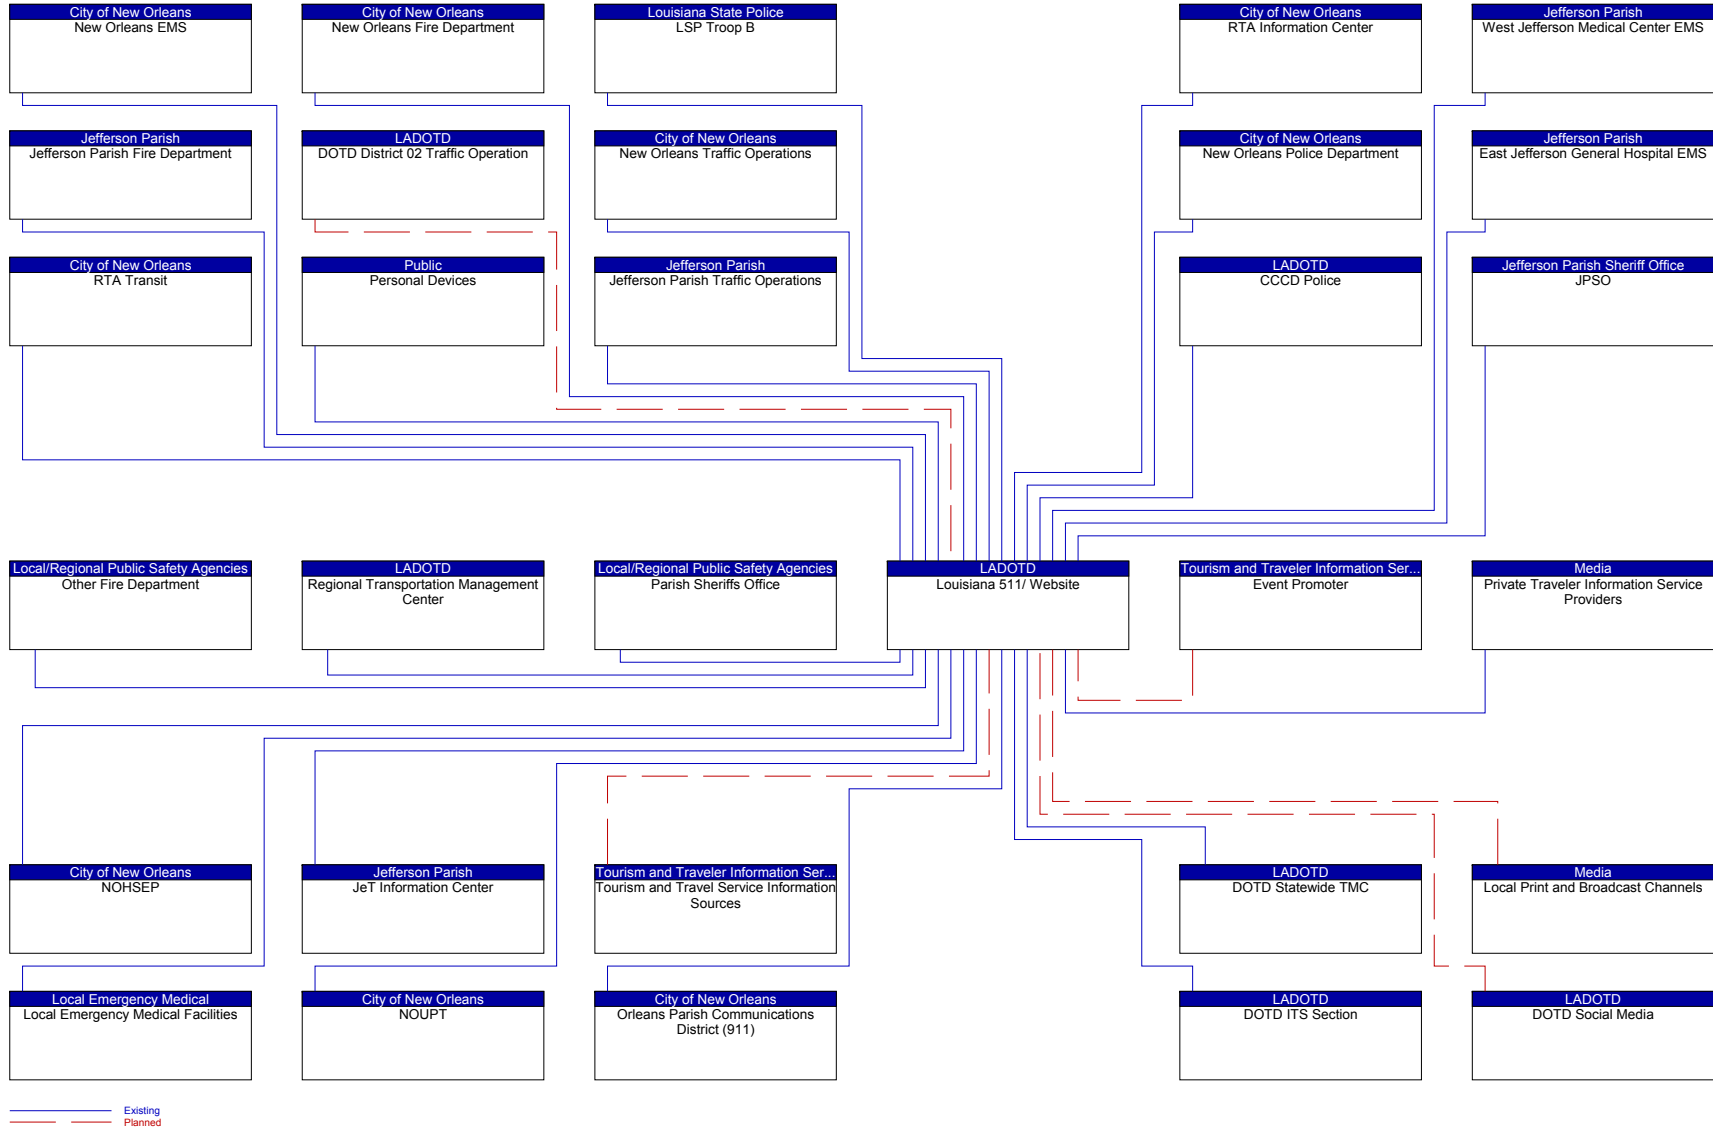 City of New Orleans
New Orleans EMS
City of New Orleans
New Orleans Fire Department
Louisiana State Police
LSP Troop B
City of New Orleans
RTA Information Center
Jefferson Parish
West Jefferson Medical Center EMS
Jefferson Parish
Jefferson Parish Fire Department
LADOTD
DOTD District 02 Traffic Operation
City of New Orleans
New Orleans Traffic Operations
City of New Orleans
New Orleans Police Department
Jefferson Parish
East Jefferson General Hospital EMS
City of New Orleans
RTA Transit
Public
Personal Devices
Jefferson Parish
Jefferson Parish Traffic Operations
LADOTD
CCCD Police
Jefferson Parish Sheriff Office
JPSO
Local/Regional Public Safety Agencies
Other Fire Department
LADOTD
Regional Transportation Management
Center
Local/Regional Public Safety Agencies
Parish Sheriffs Office
LADOTD
Louisiana 511/ Website
Tourism and Traveler Information Ser...
Event Promoter
Media
Private Traveler Information Service
Providers
City of New Orleans
NOHSEP
Jefferson Parish
JeT Information Center
Tourism and Traveler Information Ser...
Tourism and Travel Service Information
Sources
LADOTD
DOTD Statewide TMC
Media
Local Print and Broadcast Channels
Local Emergency Medical
Local Emergency Medical Facilities
City of New Orleans
NOUPT
City of New Orleans
Orleans Parish Communications
District (911)
LADOTD
DOTD ITS Section
LADOTD
DOTD Social Media
Existing
Planned